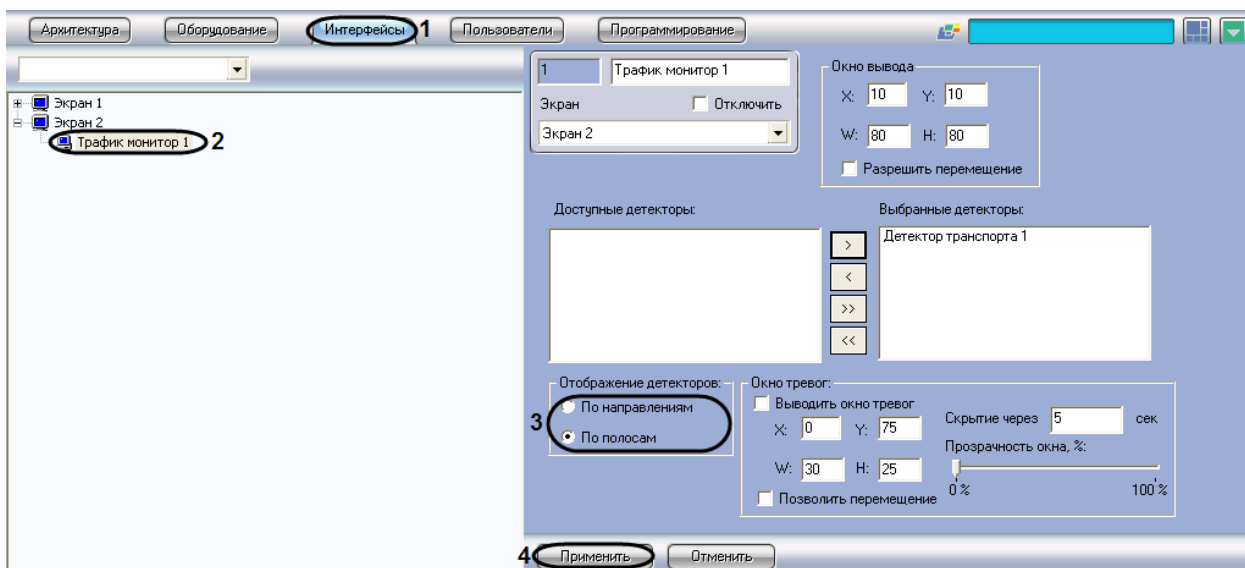 Архитектура Оборудование Интерфейсы 1 Пользователи Программирование
1 Трафик монитор 1
Экран Отключить
Экран 2
Окно вывода
X: 10 Y: 10
W: 80 H: 80
Разрешить перемещение
Экран 1
Экран 2
Трафик монитор 1 2
Доступные детекторы: Выбранные детекторы:
Детектор транспорта 1
>
<
>>
<<
Отображение детекторов:
3 По направлениям
По полосам
Окно тревог:
Выводить окно тревог
X: 0 Y: 75
W: 30 H: 25
Позволить перемещение
Скрытие через 5 сек
Прозрачность окна, %:
0 % 100 %
4 Применить Отменить